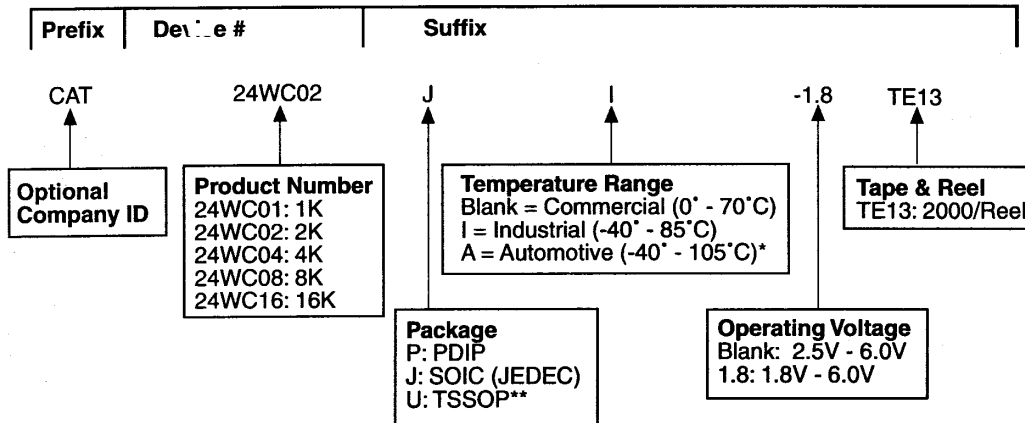 Prefix Suffix
CAT 24WC02 J I -1.8 TE13
Optional
Company ID
Product Number
24WC01: 1K
24WC02: 2K
24WC04: 4K
24WC08: 8K
24WC16: 16K
Temperature Range
Blank = Commercial (0˚ - 70˚C)
I = Industrial (-40˚ - 85˚C)
A = Automotive (-40˚ - 105˚C)*
Tape & Reel
TE13: 2000/Reel
Package
P: PDIP
J: SOIC (JEDEC)
U: TSSOP**
Operating Voltage
Blank: 2.5V - 6.0V
1.8: 1.8V - 6.0V